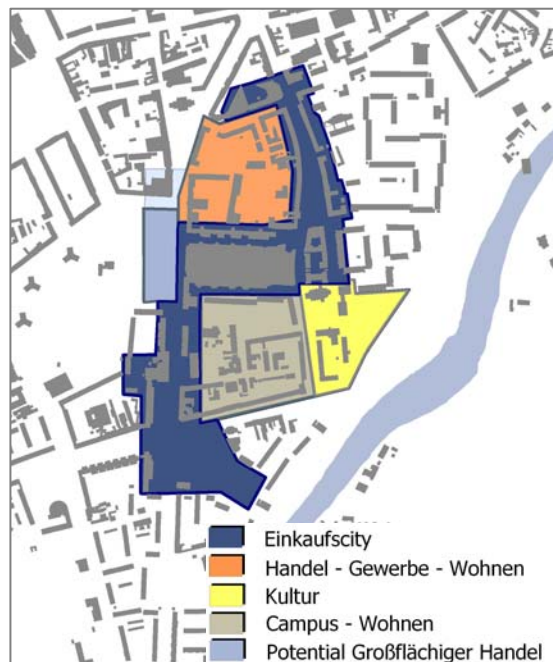 Einkaufscity
Handel - Gewerbe - Wohnen
Kultur
Campus - Wohnen
Potential Großflächiger Handel